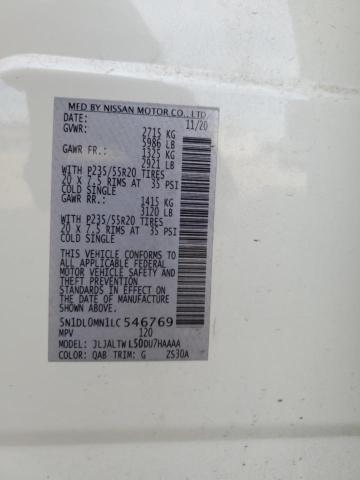 MFD BY NISSAN MOTOR CO., LTD
DATE: 11/20
GVWR: 2715 KG
5986 LB
GAWR FR.: 1325 KG
2921 LB
WITH P235/55R20 TIRES
20 X 7.5 RIMS AT 35 PSI
COLD SINGLE
GAWR RR.: 1415 KG
3120 LB
WITH P235/55R20 TIRES
20 X 7.5 RIMS AT 35 PSI
COLD SINGLE
THIS VEHICLE CONFORMS TO
ALL APPLICABLE FEDERAL
MOTOR VEHICLE SAFETY AND
THEFT PREVENTION
STANDARDS IN EFFECT ON
THE DATE OF MANUFACTURE
SHOWN ABOVE.
5N1DL0MN1LC546769
MPV 120
MODEL: JLJALTWL50DU7HAAAA
COLOR: QAB TRIM: G ZS30A